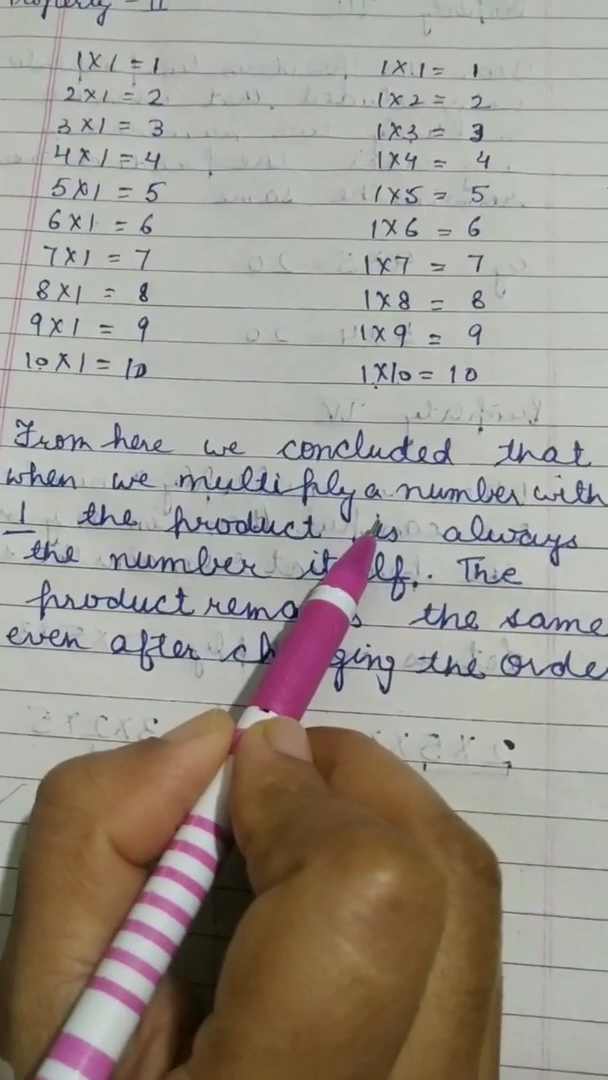 Property - II
1 X 1 = 1
2 X 1 = 2
3 X 1 = 3
4 X 1 = 4
5 X 1 = 5
6 X 1 = 6
7 X 1 = 7
8 X 1 = 8
9 X 1 = 9
10 X 1 = 10
1 X 1 = 1
1 X 2 = 2
1 X 3 = 3
1 X 4 = 4
1 X 5 = 5
1 X 6 = 6
1 X 7 = 7
1 X 8 = 8
1 X 9 = 9
1 X 10 = 10
From here we concluded that
when we multiply a number with
1 the product is always
the number itself. The
product the same
even after the orde